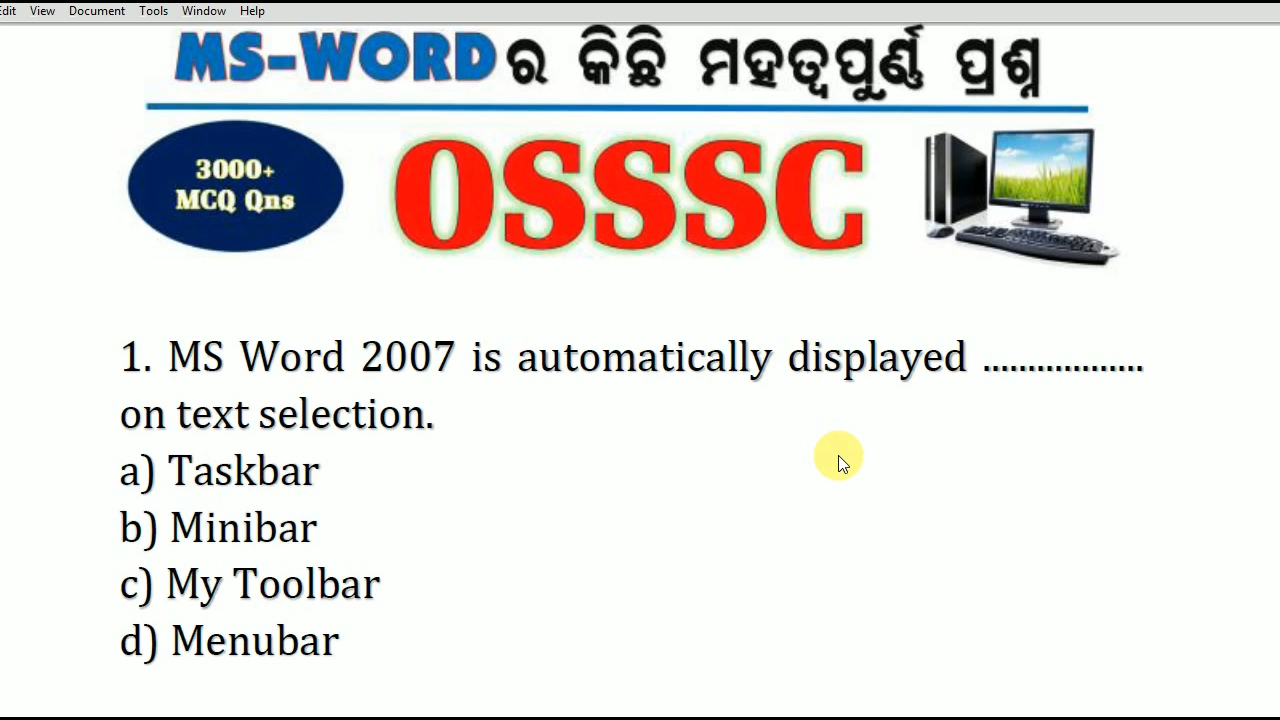 Edit View Document Tools Window Help
MS-WORDର କିଛି ମହତ୍ୱପୁର୍ଣ୍ଣ ପ୍ରଶ୍ନ
3000+
MCQ Qns
OSSSC
1. MS Word 2007 is automatically displayed ..................
on text selection.
a) Taskbar
b) Minibar
c) My Toolbar
d) Menubar